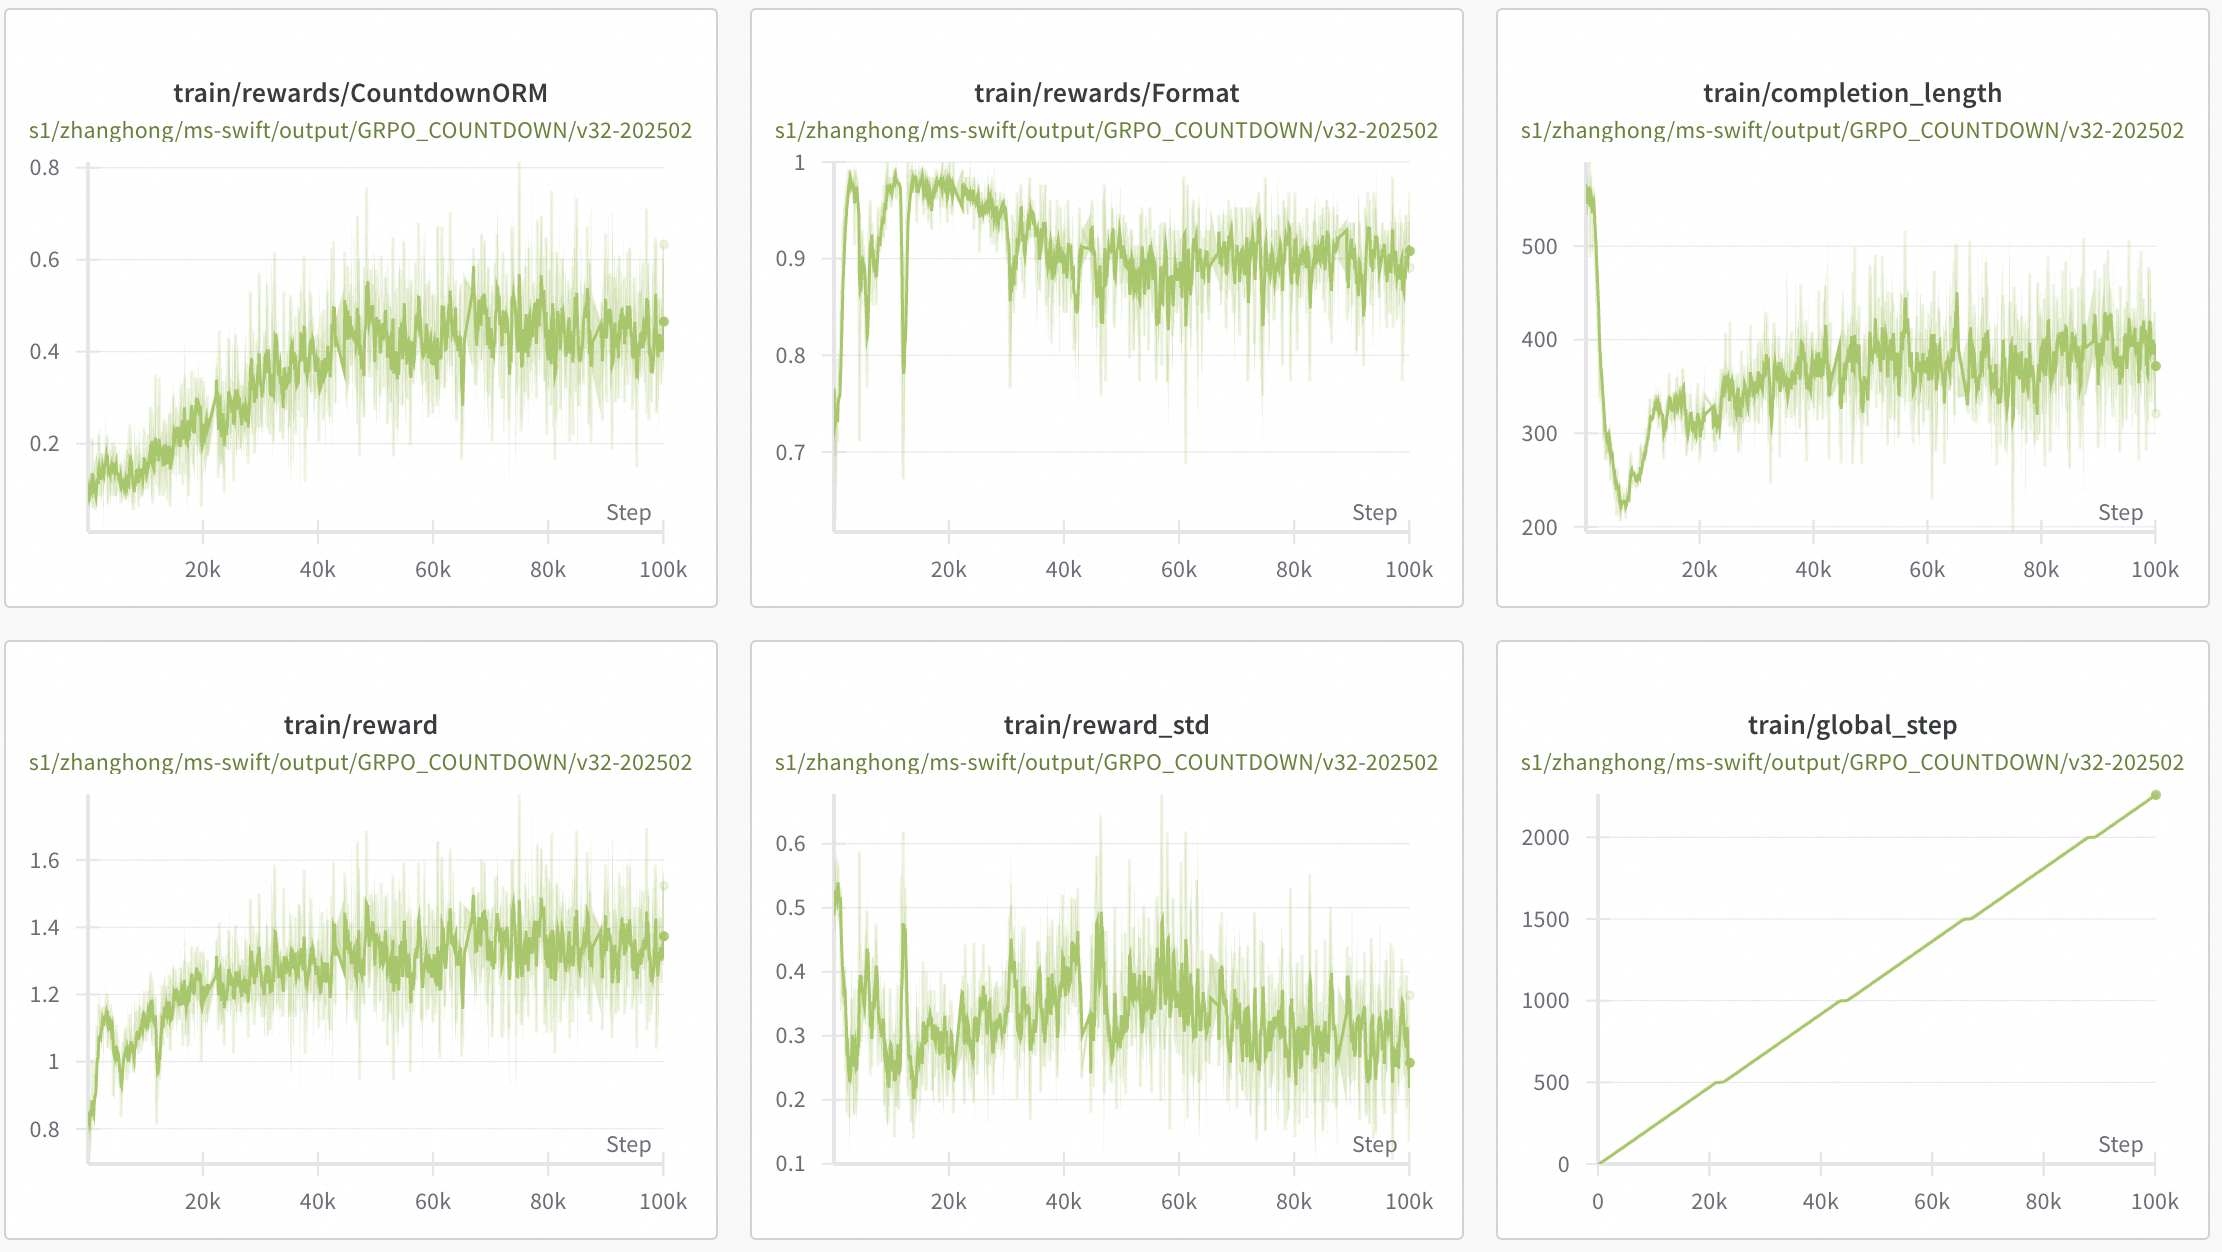 train/rewards/CountdownORM
s1/zhanghong/ms-swift/output/GRPO_COUNTDOWN/v32-202502
0.8
0.6
0.4
0.2
Step
20k 40k 60k 80k 100k
train/rewards/Format
s1/zhanghong/ms-swift/output/GRPO_COUNTDOWN/v32-202502
1
0.9
0.8
0.7
Step
20k 40k 60k 80k 100k
train/completion_length
s1/zhanghong/ms-swift/output/GRPO_COUNTDOWN/v32-202502
500
400
300
200
Step
20k 40k 60k 80k 100k
train/reward
s1/zhanghong/ms-swift/output/GRPO_COUNTDOWN/v32-202502
1.6
1.4
1.2
1
0.8
Step
20k 40k 60k 80k 100k
train/reward_std
s1/zhanghong/ms-swift/output/GRPO_COUNTDOWN/v32-202502
0.6
0.5
0.4
0.3
0.2
0.1
Step
20k 40k 60k 80k 100k
train/global_step
s1/zhanghong/ms-swift/output/GRPO_COUNTDOWN/v32-202502
2000
1500
1000
500
0
Step
0 20k 40k 60k 80k 100k